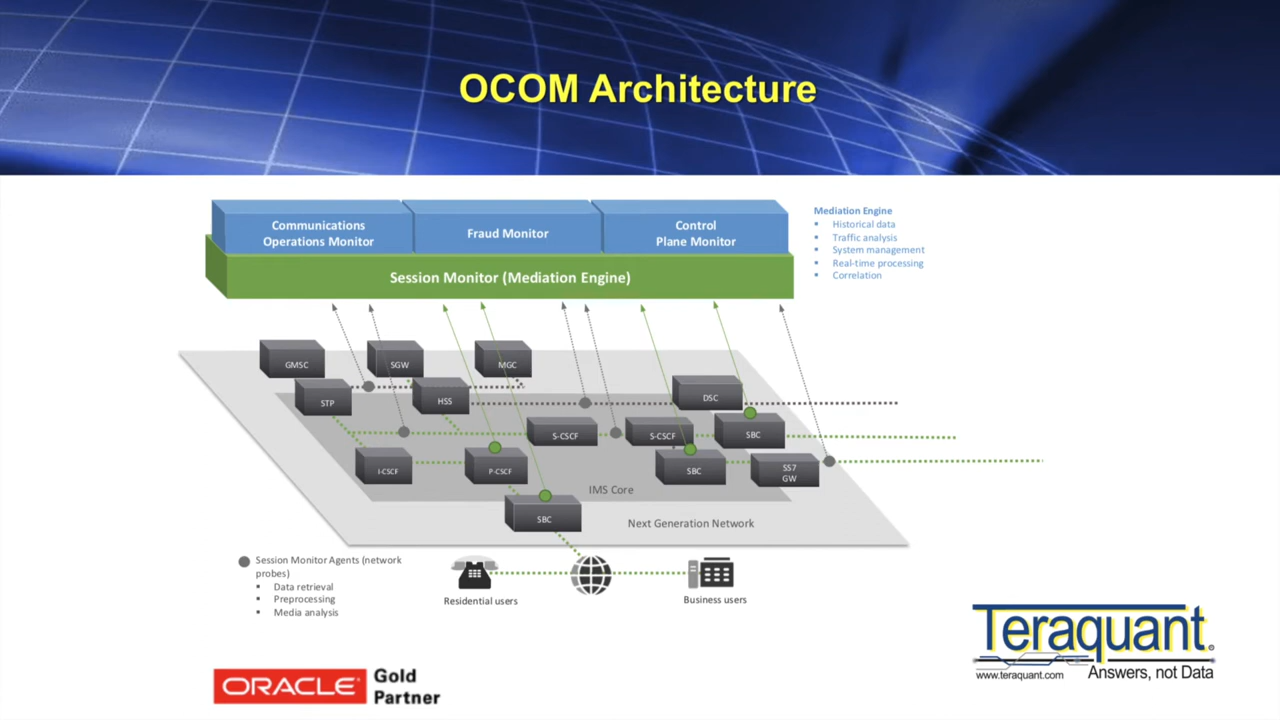 OCOM Architecture
Communications
Operations Monitor
Fraud Monitor
Control
Plane Monitor
Session Monitor (Mediation Engine)
Mediation Engine
▪ Historical data
▪ Traffic analysis
▪ System management
▪ Real-time processing
▪ Correlation
GMSC
SGW
MGC
STP
HSS
DSC
S-CSCF
S-CSCF
SBC
I-CSCF
P-CSCF
SBC
SS7
GW
IMS Core
SBC
Next Generation Network
Session Monitor Agents (network
probes)
▪ Data retrieval
▪ Preprocessing
▪ Media analysis
Residential users
Business users
ORACLE®
Gold
Partner
Teraquant®
www.teraquant.com
Answers, not Data